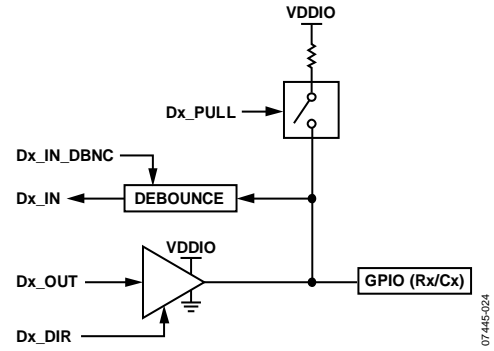 VDDIO
Dx_PULL
Dx_IN_DBNC
Dx_IN
DEBOUNCE
VDDIO
Dx_OUT
GPIO (Rx/Cx)
Dx_DIR
07445-024